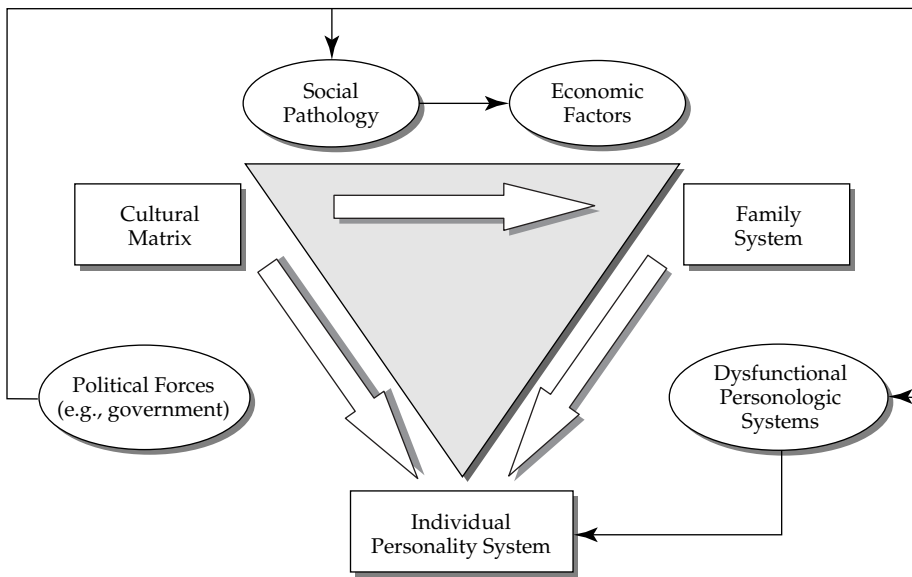 Social
Pathology
Economic
Factors
Cultural
Matrix
Family
System
Political Forces
(e.g., government)
Dysfunctional
Personologic
Systems
Individual
Personality System